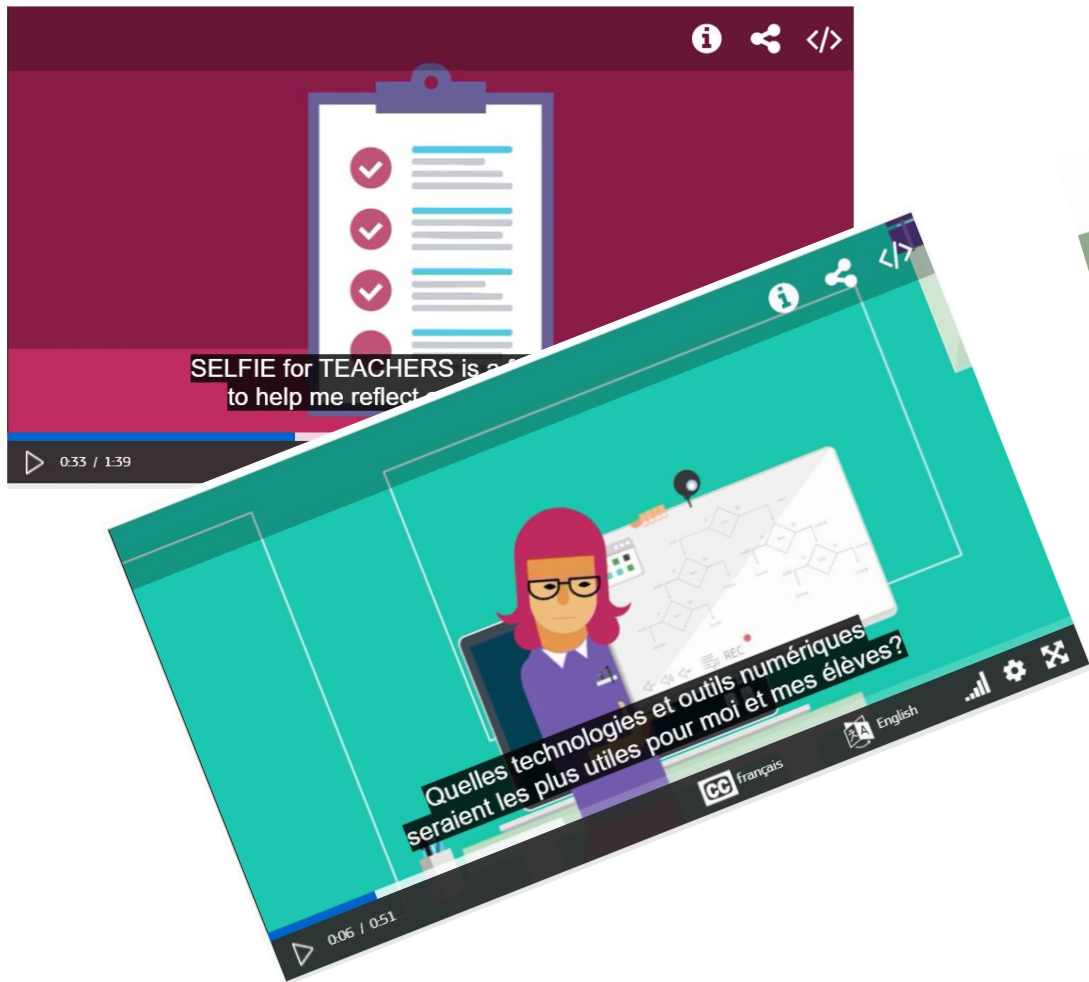 SELFIE for TEACHERS is a
to help me reflect
0:33 / 1:39
REC
Quelles technologies et outils numériques
seraient les plus utiles pour moi et mes élèves?
CC français
English
0:06 / 0:51